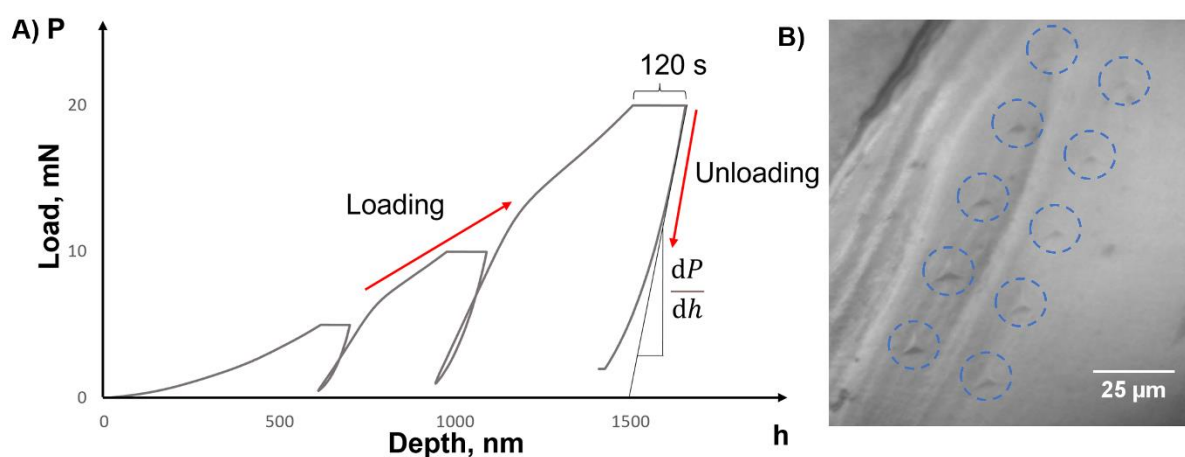 A) P
B)
120 s
20
Unloading
Loading
Load, mN
10
dP
dh
25 µm
0
0
500
1000
1500
Depth, nm
h